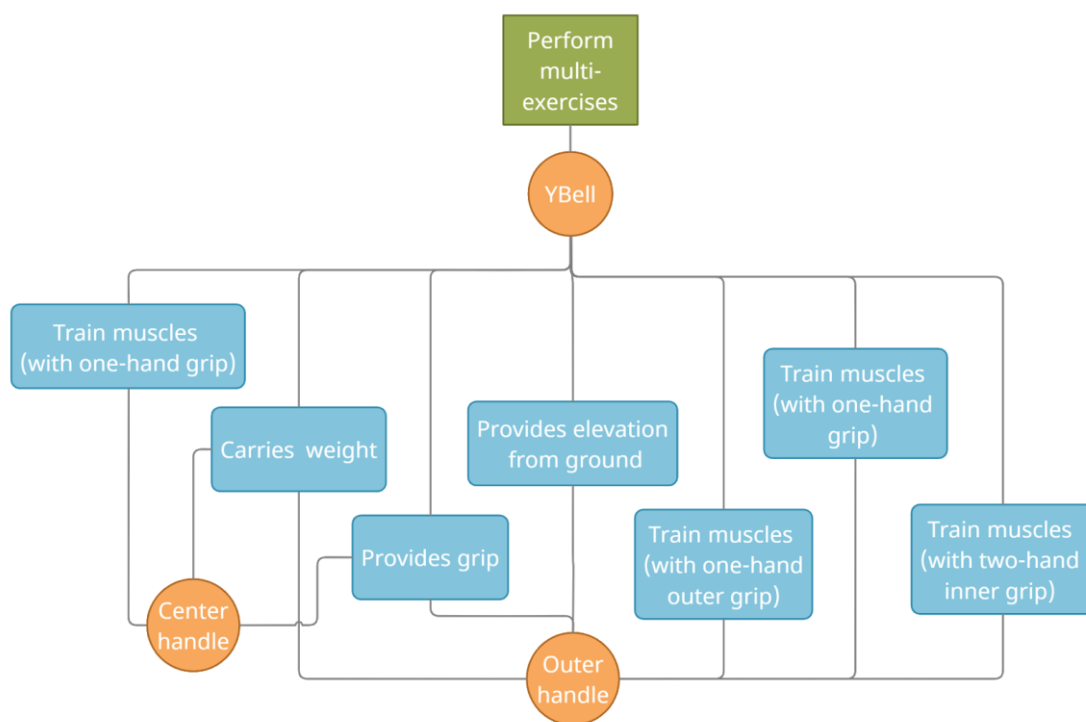 Perform
multi-
exercises
YBell
Train muscles
(with one-hand grip)
Carries weight
Provides grip
Provides elevation
from ground
Train muscles
(with one-hand
outer grip)
Train muscles
(with one-hand
grip)
Train muscles
(with two-hand
inner grip)
Center
handle
Outer
handle